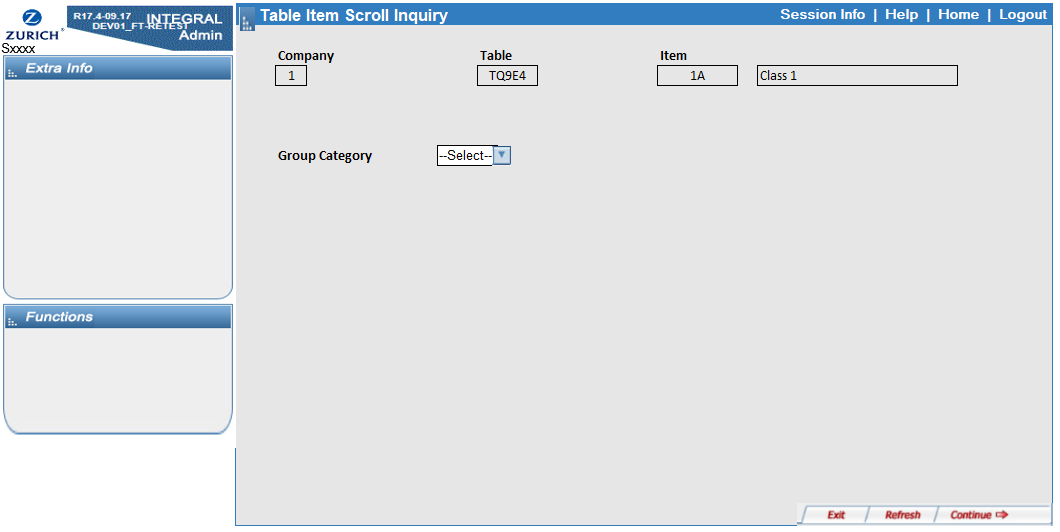 R17.4-09.17 INTEGRAL
DEV01_FT-RETEST
Admin
ZURICH
Sxxxx
Table Item Scroll Inquiry
Session Info | Help | Home | Logout
Extra Info
Company Table Item
1 TQ9E4 1A Class 1
Group Category --Select--
Functions
Exit Refresh Continue